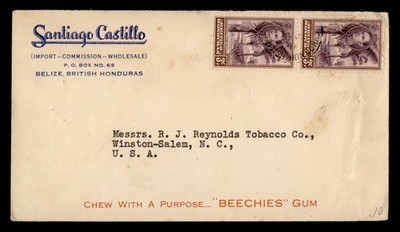 Santiago Castillo
(IMPORT—COMMISSION—WHOLESALE)
P. O. BOX NO. 69
BELIZE, BRITISH HONDURAS
Messrs. R. J. Reynolds Tobacco Co.,
Winston-Salem, N. C.,
U. S. A.
CHEW WITH A PURPOSE... "BEECHIES" GUM
.10